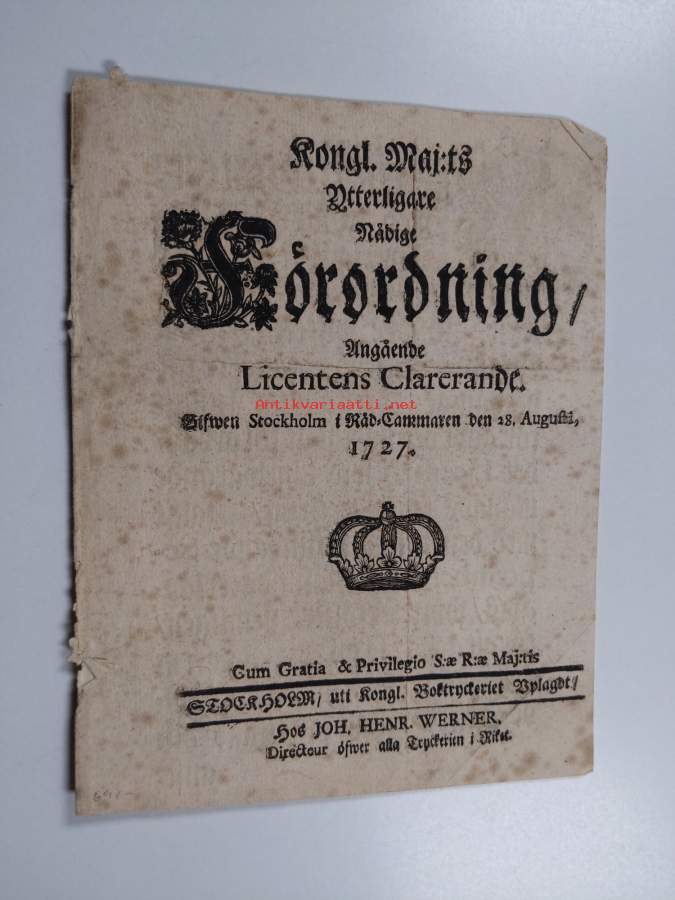 Kongl. Maj:ts
Ytterligare
Nådige
Förordning/
Angående
Licentens Clarerande.
Antikvariaatti.net
Gifwen Stockholm i Råd-Cammaren den 28. Augusti,
1727.
Cum Gratia & Privilegio S:æ R:æ Maj:tis
STOCKHOLM/ uti Kongl. Boktryckeriet Uplagdt/
Hos JOH. HENR. WERNER,
Directeur öfwer alla Tryckerien i Riket.